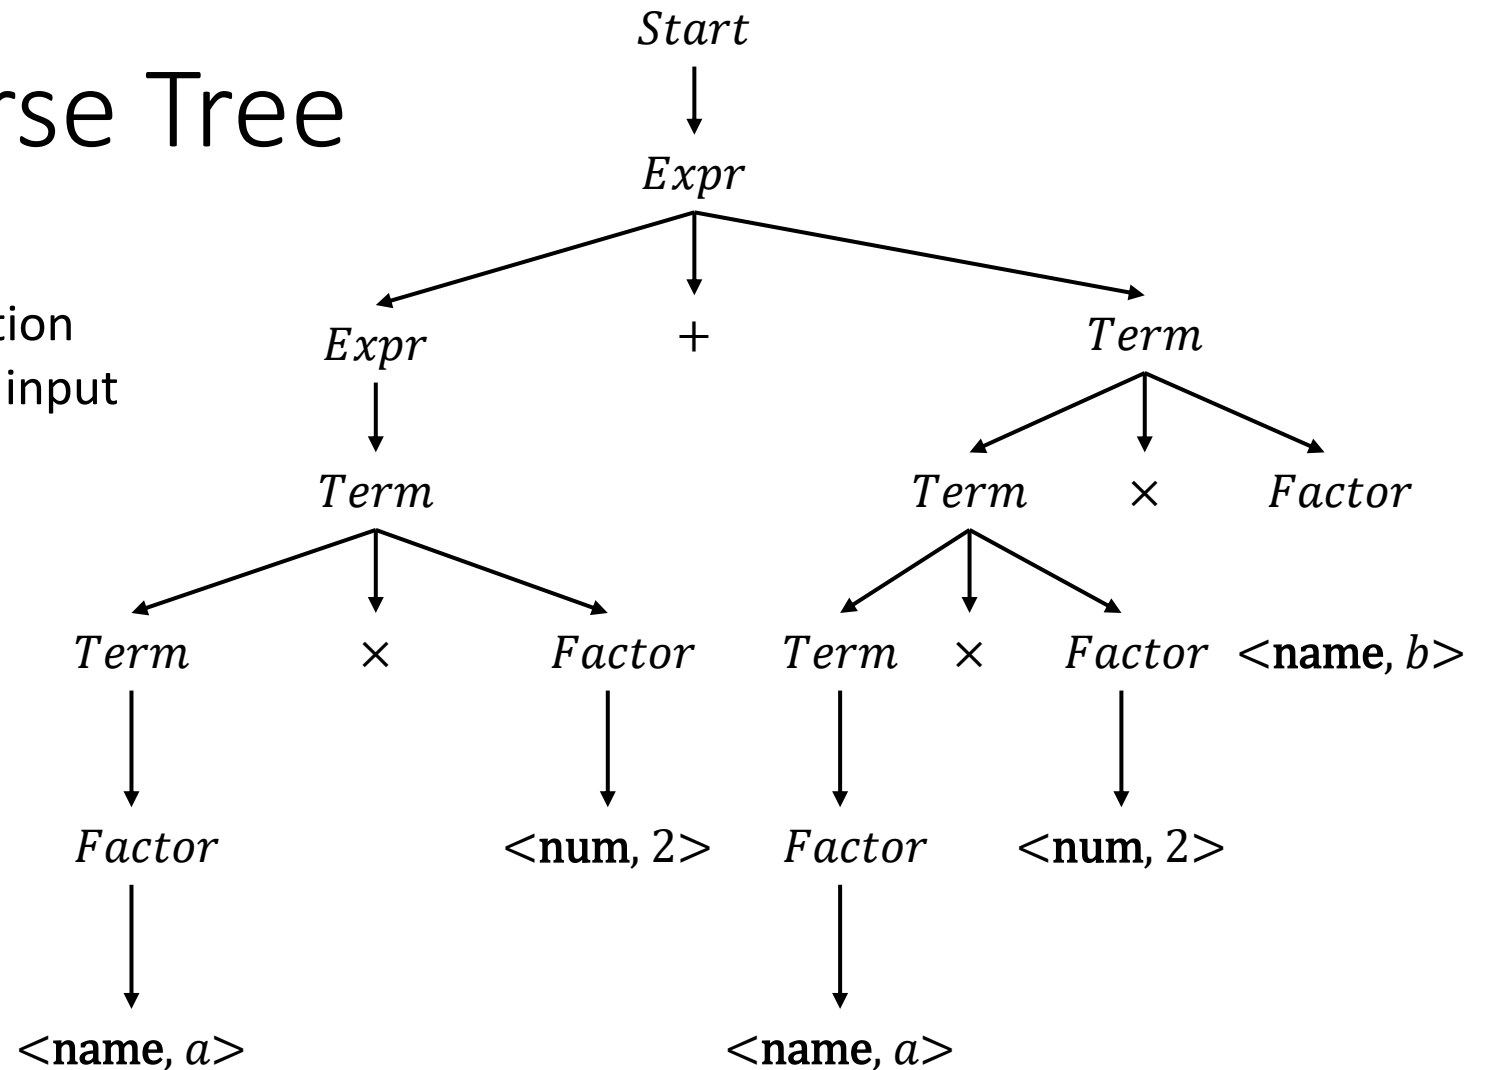 Start
rse Tree
Expr
tion
input
Expr + Term
Term Term × Factor
Term × Factor Term × Factor <name, b>
Factor <num, 2> Factor <num, 2>
<name, a> <name, a>